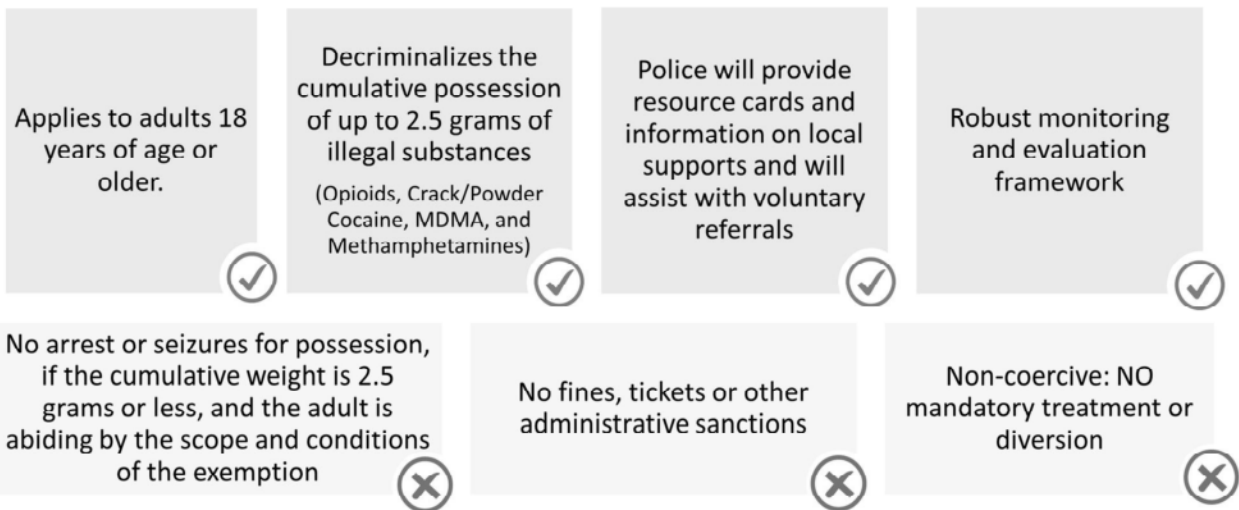 Applies to adults 18
years of age or
older.
Decriminalizes the
cumulative possession
of up to 2.5 grams of
illegal substances
(Opioids, Crack/Powder
Cocaine, MDMA, and
Methamphetamines)
Police will provide
resource cards and
information on local
supports and will
assist with voluntary
referrals
Robust monitoring
and evaluation
framework
No arrest or seizures for possession,
if the cumulative weight is 2.5
grams or less, and the adult is
abiding by the scope and conditions
of the exemption
No fines, tickets or other
administrative sanctions
Non-coercive: NO
mandatory treatment or
diversion